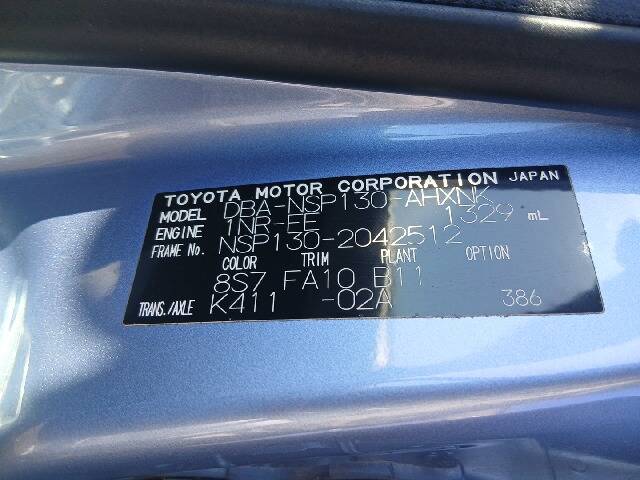 TOYOTA MOTOR CORPORATION JAPAN
MODEL DBA-NSP130-AHXNK
ENGINE 1NR-FE 1329 mL
FRAME No. NSP130-2042512
COLOR TRIM PLANT OPTION
8S7 FA10 B11
TRANS./AXLE K411 -02A 386